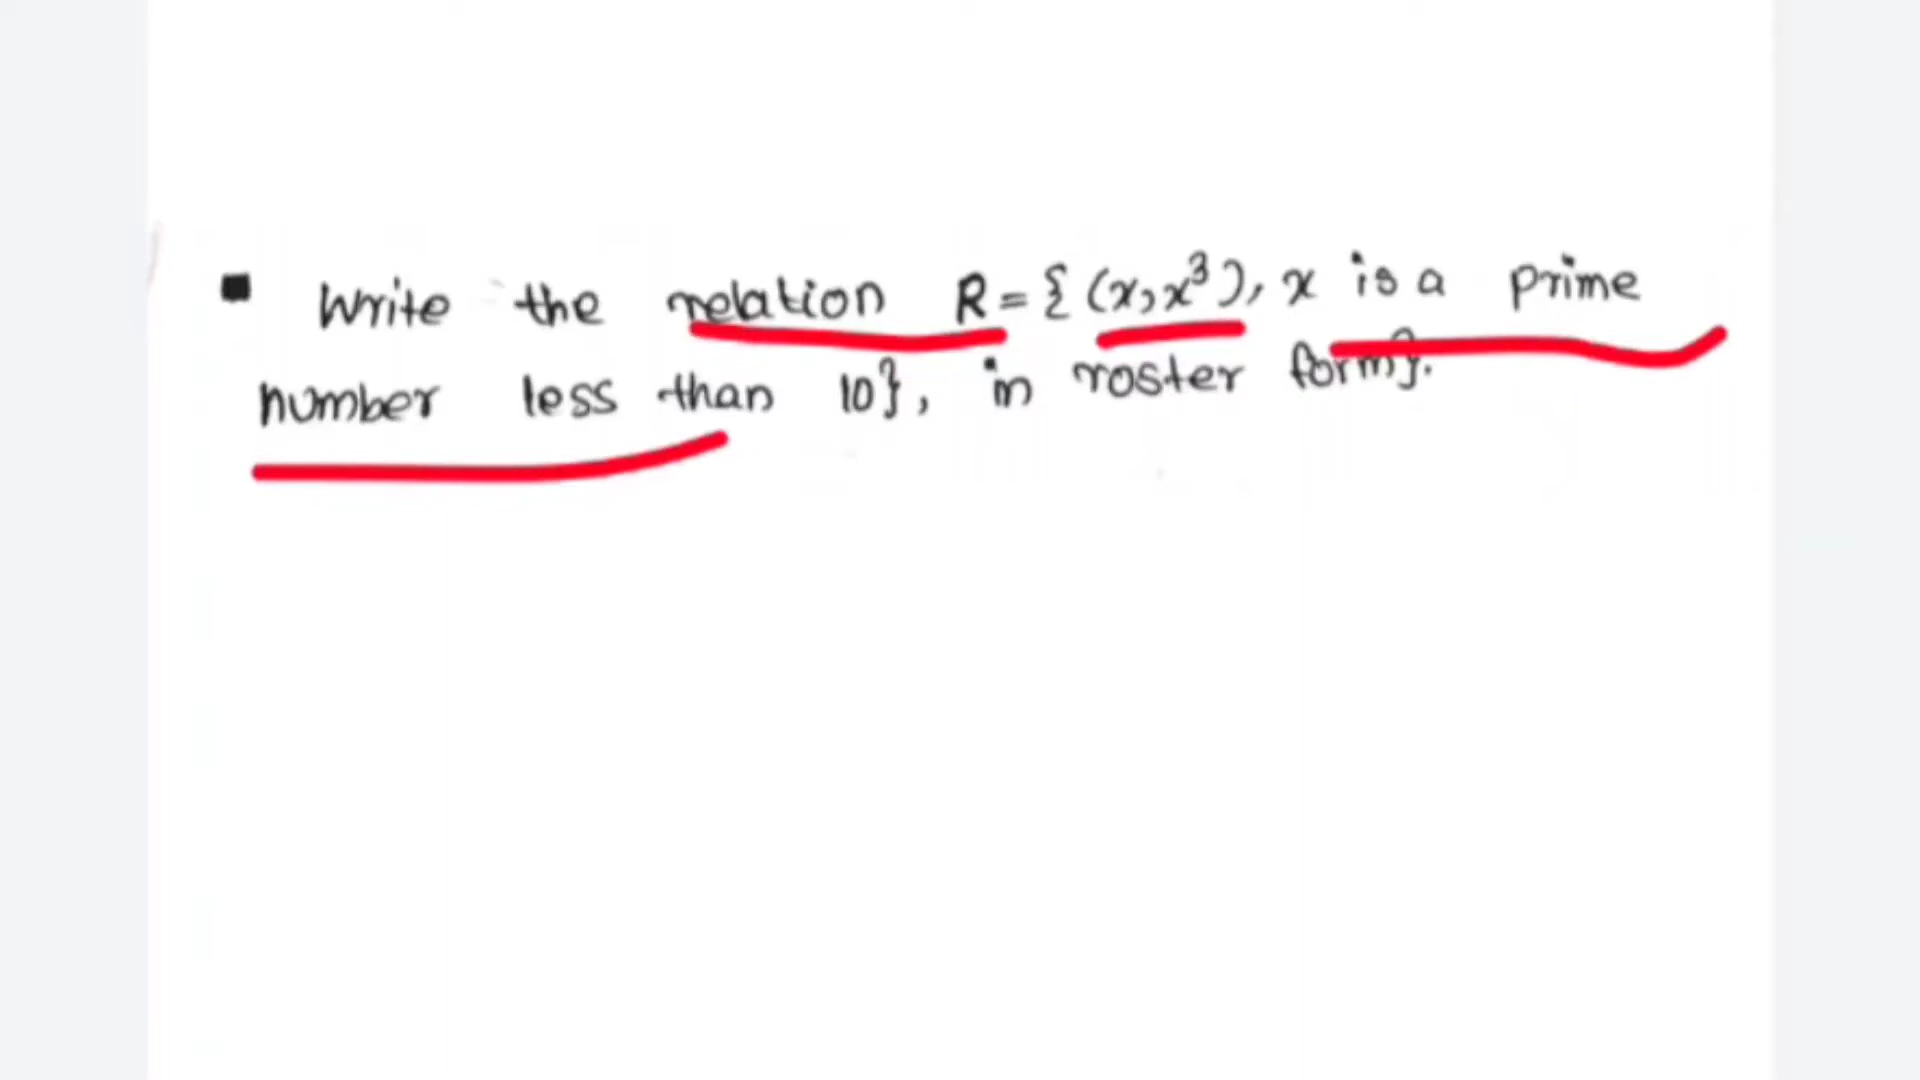 ▪ Write the relation R = { (x, x³), x is a prime
number less than 10}, in roster form}.